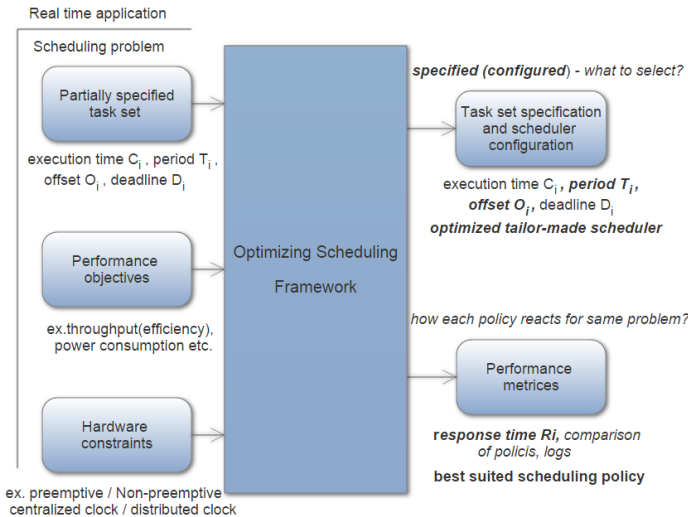 Real time application
Scheduling problem
Partially specified
task set
execution time Ci , period Ti ,
offset Oi , deadline Di
Performance
objectives
ex.throughput(efficiency),
power consumption etc.
Hardware
constraints
ex. preemptive / Non-preemptive
centralized clock / distributed clock
Optimizing Scheduling
Framework
specified (configured) - what to select?
Task set specification
and scheduler
configuration
execution time Ci , period Ti,
offset Oi, deadline Di
optimized tailor-made scheduler
how each policy reacts for same problem?
Performance
metrices
response time Ri, comparison
of policis, logs
best suited scheduling policy